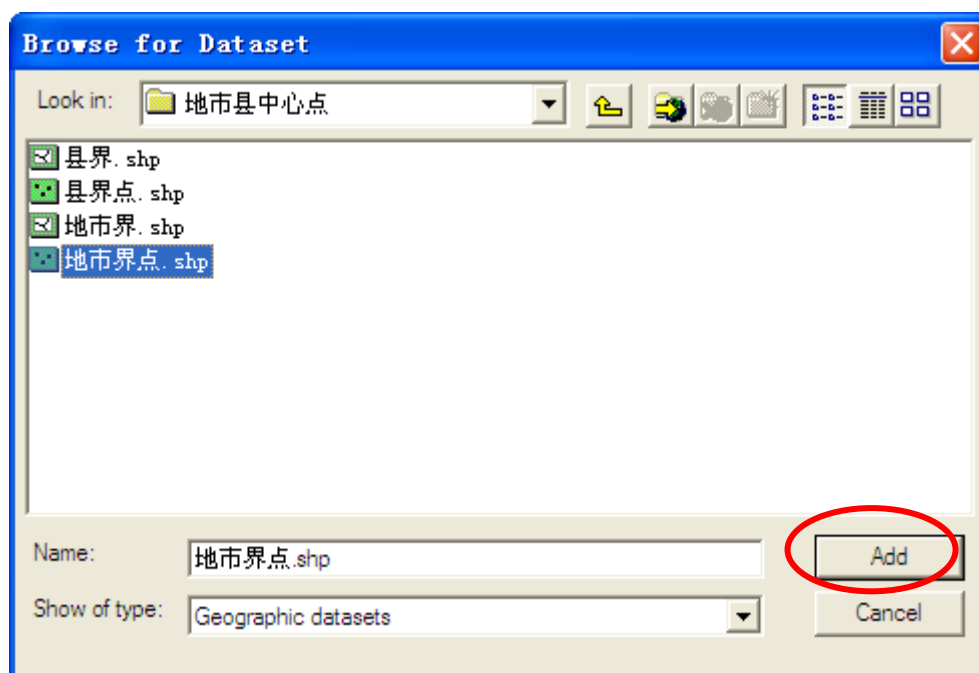 Browse for Dataset
Look in: 地市县中心点
县界.shp
县界点.shp
地市界.shp
地市界点.shp
Name: 地市界点.shp Add
Show of type: Geographic datasets Cancel